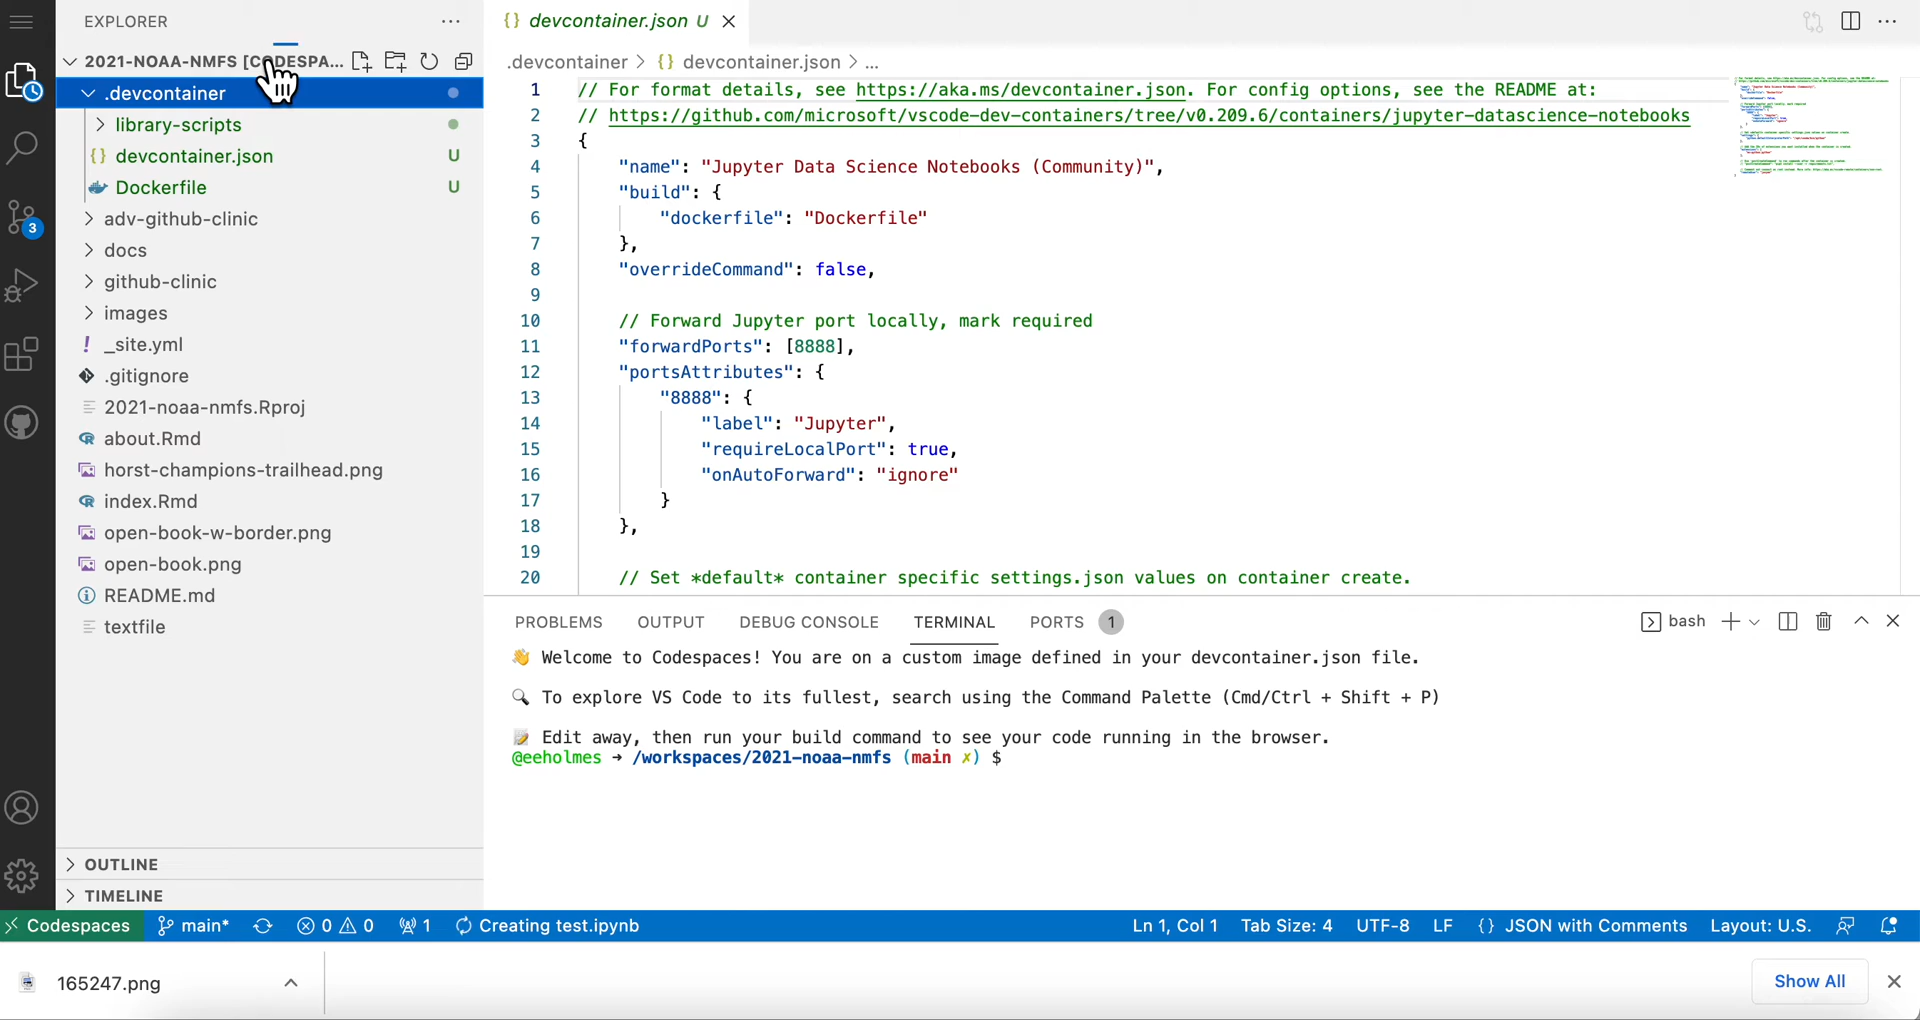 EXPLORER
2021-NOAA-NMFS [CODESPA...
.devcontainer
library-scripts
devcontainer.json U
Dockerfile U
adv-github-clinic
docs
github-clinic
images
! _site.yml
.gitignore
2021-noaa-nmfs.Rproj
about.Rmd
horst-champions-trailhead.png
index.Rmd
open-book-w-border.png
open-book.png
README.md
textfile
3
OUTLINE
TIMELINE
{} devcontainer.json U
.devcontainer > {} devcontainer.json > ...
1 // For format details, see https://aka.ms/devcontainer.json. For config options, see the README at:
2 // https://github.com/microsoft/vscode-dev-containers/tree/v0.209.6/containers/jupyter-datascience-notebooks
3 {
4 "name": "Jupyter Data Science Notebooks (Community)",
5 "build": {
6 "dockerfile": "Dockerfile"
7 },
8 "overrideCommand": false,
9
10 // Forward Jupyter port locally, mark required
11 "forwardPorts": [8888],
12 "portsAttributes": {
13 "8888": {
14 "label": "Jupyter",
15 "requireLocalPort": true,
16 "onAutoForward": "ignore"
17 }
18 },
19
20 // Set *default* container specific settings.json values on container create.
PROBLEMS OUTPUT DEBUG CONSOLE TERMINAL PORTS 1 bash
👋 Welcome to Codespaces! You are on a custom image defined in your devcontainer.json file.
🔍 To explore VS Code to its fullest, search using the Command Palette (Cmd/Ctrl + Shift + P)
📝 Edit away, then run your build command to see your code running in the browser.
@eeholmes → /workspaces/2021-noaa-nmfs (main ✗) $
Codespaces main* 0 0 1 Creating test.ipynb Ln 1, Col 1 Tab Size: 4 UTF-8 LF {} JSON with Comments Layout: U.S.
165247.png Show All